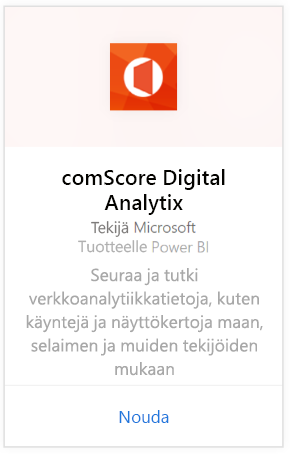 comScore Digital
Analytix
Tekijä Microsoft
Tuotteelle Power BI
Seuraa ja tutki
verkkoanalytiikkatietoja, kuten
käyntejä ja näyttökertoja maan,
selaimen ja muiden tekijöiden
mukaan
Nouda